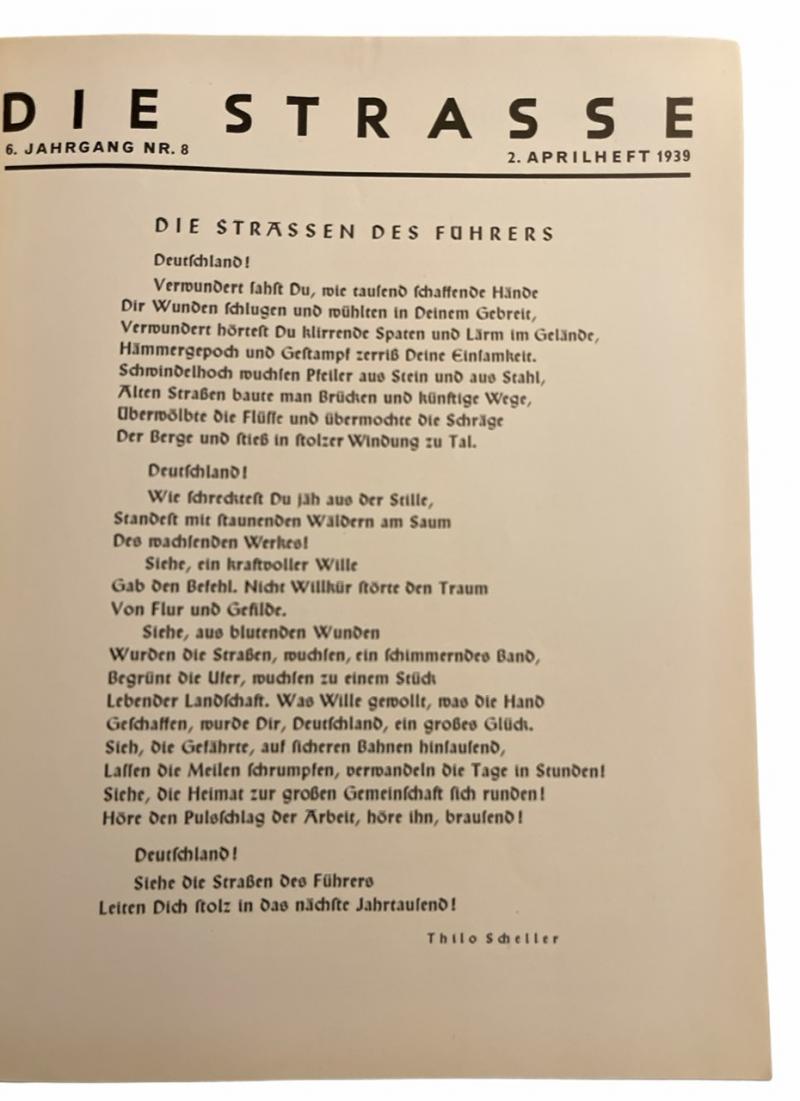 DIE STRASSE
6. JAHRGANG NR. 8
2. APRILHEFT 1939
DIE STRASSEN DES FÜHRERS
Deutschland!
Verwundert sahst Du, wie tausend schaffende Hände
Dir Wunden schlugen und wühlten in Deinem Gebreit,
Verwundert hörtest Du klirrende Spaten und Lärm im Gelände,
Hämmergepoch und Gestampf zerriß Deine Einsamkeit.
Schwindelhoch wuchsen Pfeiler aus Stein und aus Stahl,
Alten Straßen baute man Brücken und künftige Wege,
Überwölbte die Flüsse und übermochte die Schräge
Der Berge und stieß in stolzer Windung zu Tal.
Deutschland!
Wie schrecktest Du jäh aus der Stille,
Standest mit staunenden Wäldern am Saum
Des wachsenden Werkes!
Siehe, ein kraftvoller Wille
Gab den Befehl. Nicht Willkür störte den Traum
Von Flur und Gefilde.
Siehe, aus blutenden Wunden
Wurden die Straßen, wuchsen, ein schimmerndes Band,
Begrünt die Ufer, wuchsen zu einem Stück
Lebender Landschaft. Was Wille gewollt, was die Hand
Geschaffen, wurde Dir, Deutschland, ein großes Glück.
Sieh, die Gefährte, auf sicheren Bahnen hinsausend,
Lassen die Meilen schrumpfen, verwandeln die Tage in Stunden!
Siehe, die Heimat zur großen Gemeinschaft sich runden!
Höre den Pulsschlag der Arbeit, höre ihn, brausend!
Deutschland!
Siehe die Straßen des Führers
Leiten Dich stolz in das nächste Jahrtausend!
Thilo Scheller